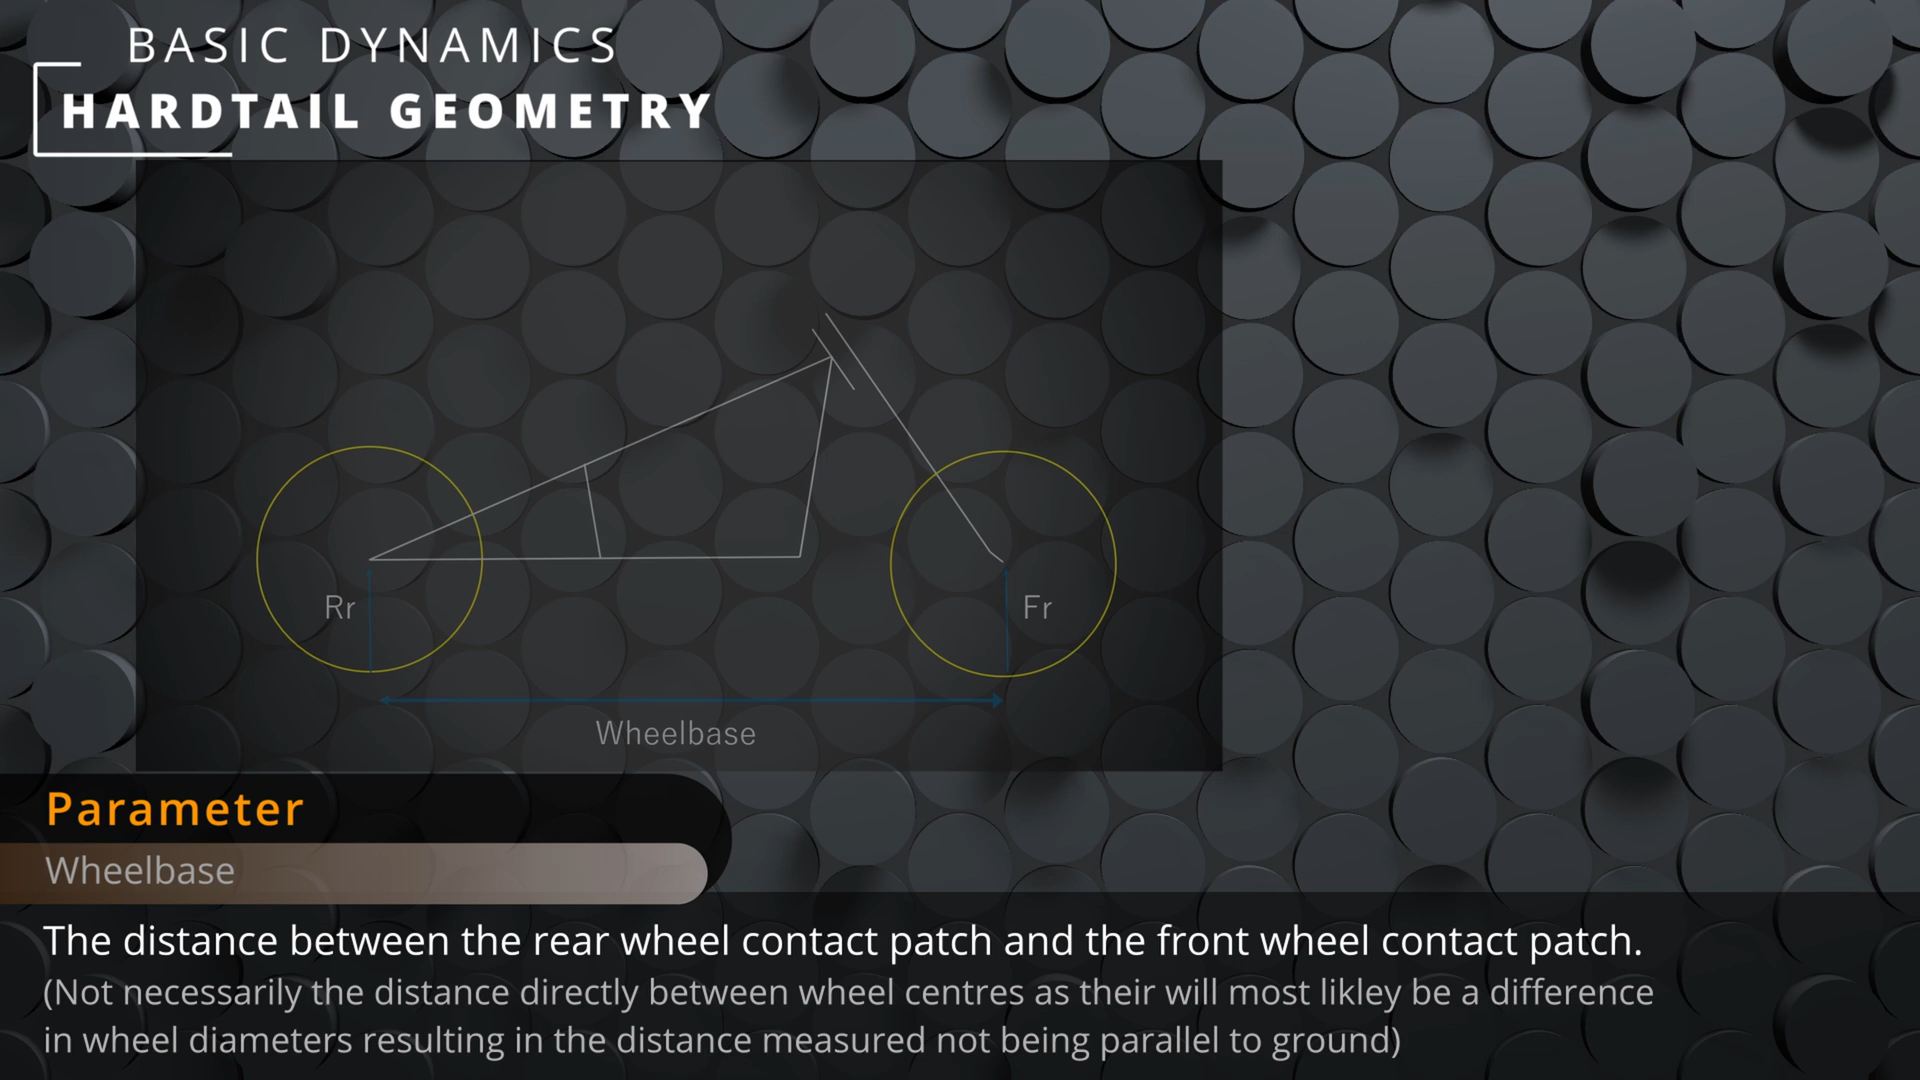 BASIC DYNAMICS
HARDTAIL GEOMETRY
Rr
Fr
Wheelbase
Parameter
Wheelbase
The distance between the rear wheel contact patch and the front wheel contact patch.
(Not necessarily the distance directly between wheel centres as their will most likley be a difference
in wheel diameters resulting in the distance measured not being parallel to ground)